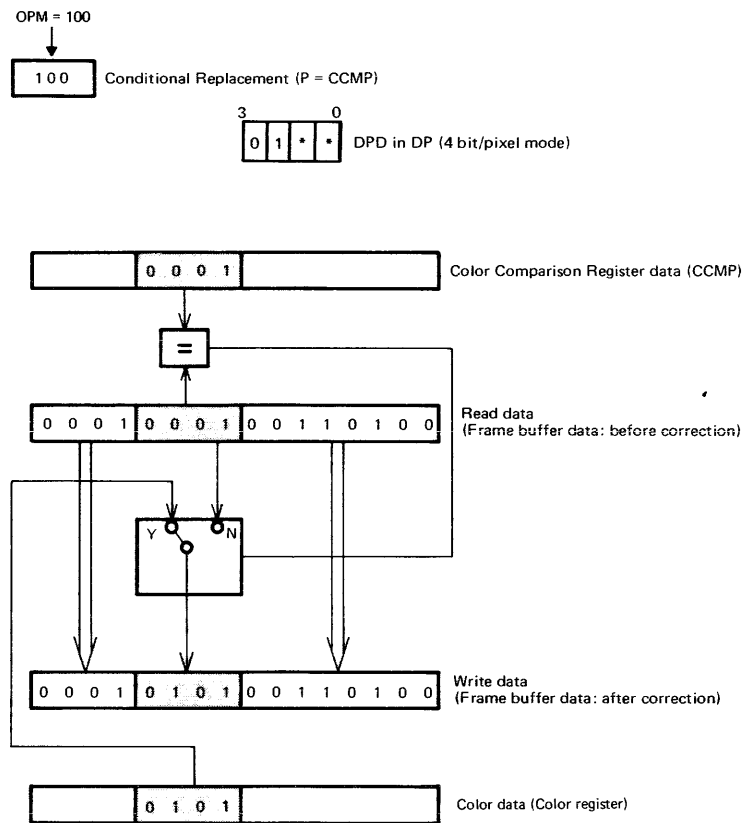 OPM = 100
1 0 0 Conditional Replacement (P = CCMP)
3 0
0 1 * * DPD in DP (4 bit/pixel mode)
0 0 0 1 Color Comparison Register data (CCMP)
=
0 0 0 1 0 0 0 1 0 0 1 1 0 1 0 0 Read data
(Frame buffer data: before correction)
Y N
0 0 0 1 0 1 0 1 0 0 1 1 0 1 0 0 Write data
(Frame buffer data: after correction)
0 1 0 1 Color data (Color register)